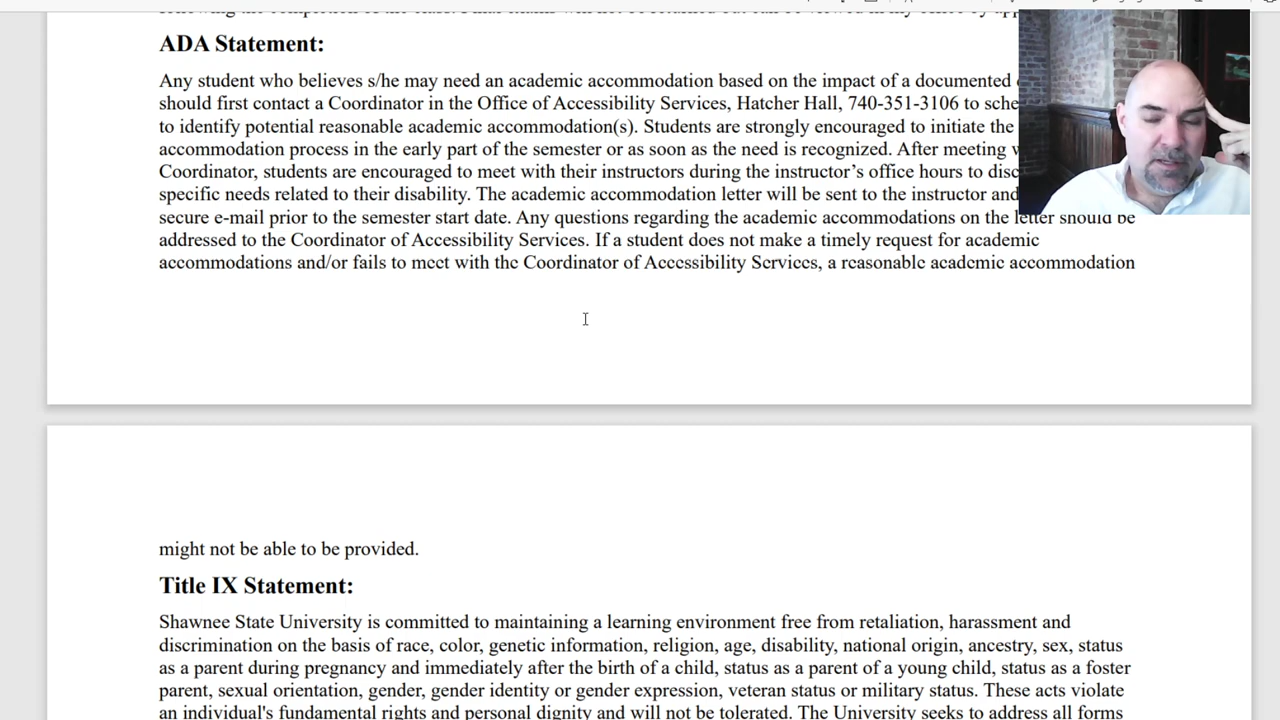 ADA Statement:
Any student who believes s/he may need an academic accommodation based on the impact of a documented
should first contact a Coordinator in the Office of Accessibility Services, Hatcher Hall, 740-351-3106 to sche
to identify potential reasonable academic accommodation(s). Students are strongly encouraged to initiate the
accommodation process in the early part of the semester or as soon as the need is recognized. After meeting
Coordinator, students are encouraged to meet with their instructors during the instructor's office hours to disc
specific needs related to their disability. The academic accommodation letter will be sent to the instructor and
secure e-mail prior to the semester start date. Any questions regarding the academic accommodations on the letter should be
addressed to the Coordinator of Accessibility Services. If a student does not make a timely request for academic
accommodations and/or fails to meet with the Coordinator of Accessibility Services, a reasonable academic accommodation
might not be able to be provided.
Title IX Statement:
Shawnee State University is committed to maintaining a learning environment free from retaliation, harassment and
discrimination on the basis of race, color, genetic information, religion, age, disability, national origin, ancestry, sex, status
as a parent during pregnancy and immediately after the birth of a child, status as a parent of a young child, status as a foster
parent, sexual orientation, gender, gender identity or gender expression, veteran status or military status. These acts violate
an individual's fundamental rights and personal dignity and will not be tolerated. The University seeks to address all forms